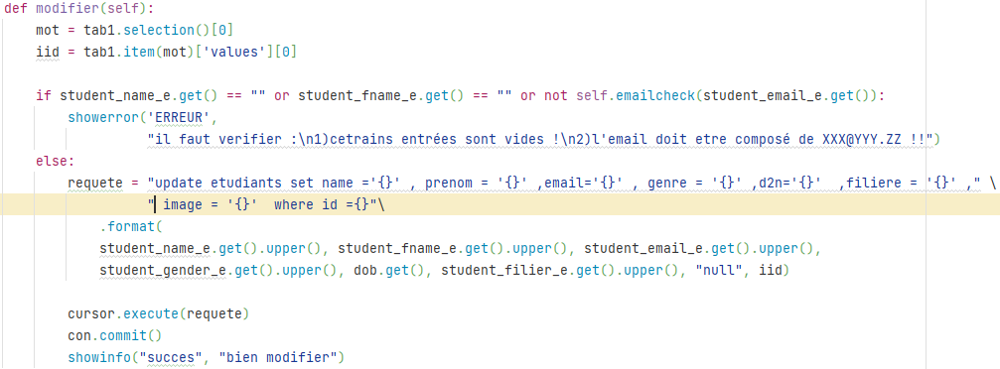 def modifier(self):
    mot = tab1.selection()[0]
    iid = tab1.item(mot)['values'][0]

    if student_name_e.get() == "" or student_fname_e.get() == "" or not self.emailcheck(student_email_e.get()):
        showerror('ERREUR',
                  "il faut verifier :\n1)cetrains entrées sont vides !\n2)l'email doit etre composé de XXX@YYY.ZZ !!")
    else:
        requete = "update etudiants set name ='{}' , prenom = '{}' ,email='{}' , genre = '{}' ,d2n='{}'  ,filiere = '{}' ," \
                  " image = '{}'  where id ={}"\
            .format(
            student_name_e.get().upper(), student_fname_e.get().upper(), student_email_e.get().upper(),
            student_gender_e.get().upper(), dob.get(), student_filier_e.get().upper(), "null", iid)

        cursor.execute(requete)
        con.commit()
        showinfo("succes", "bien modifier")